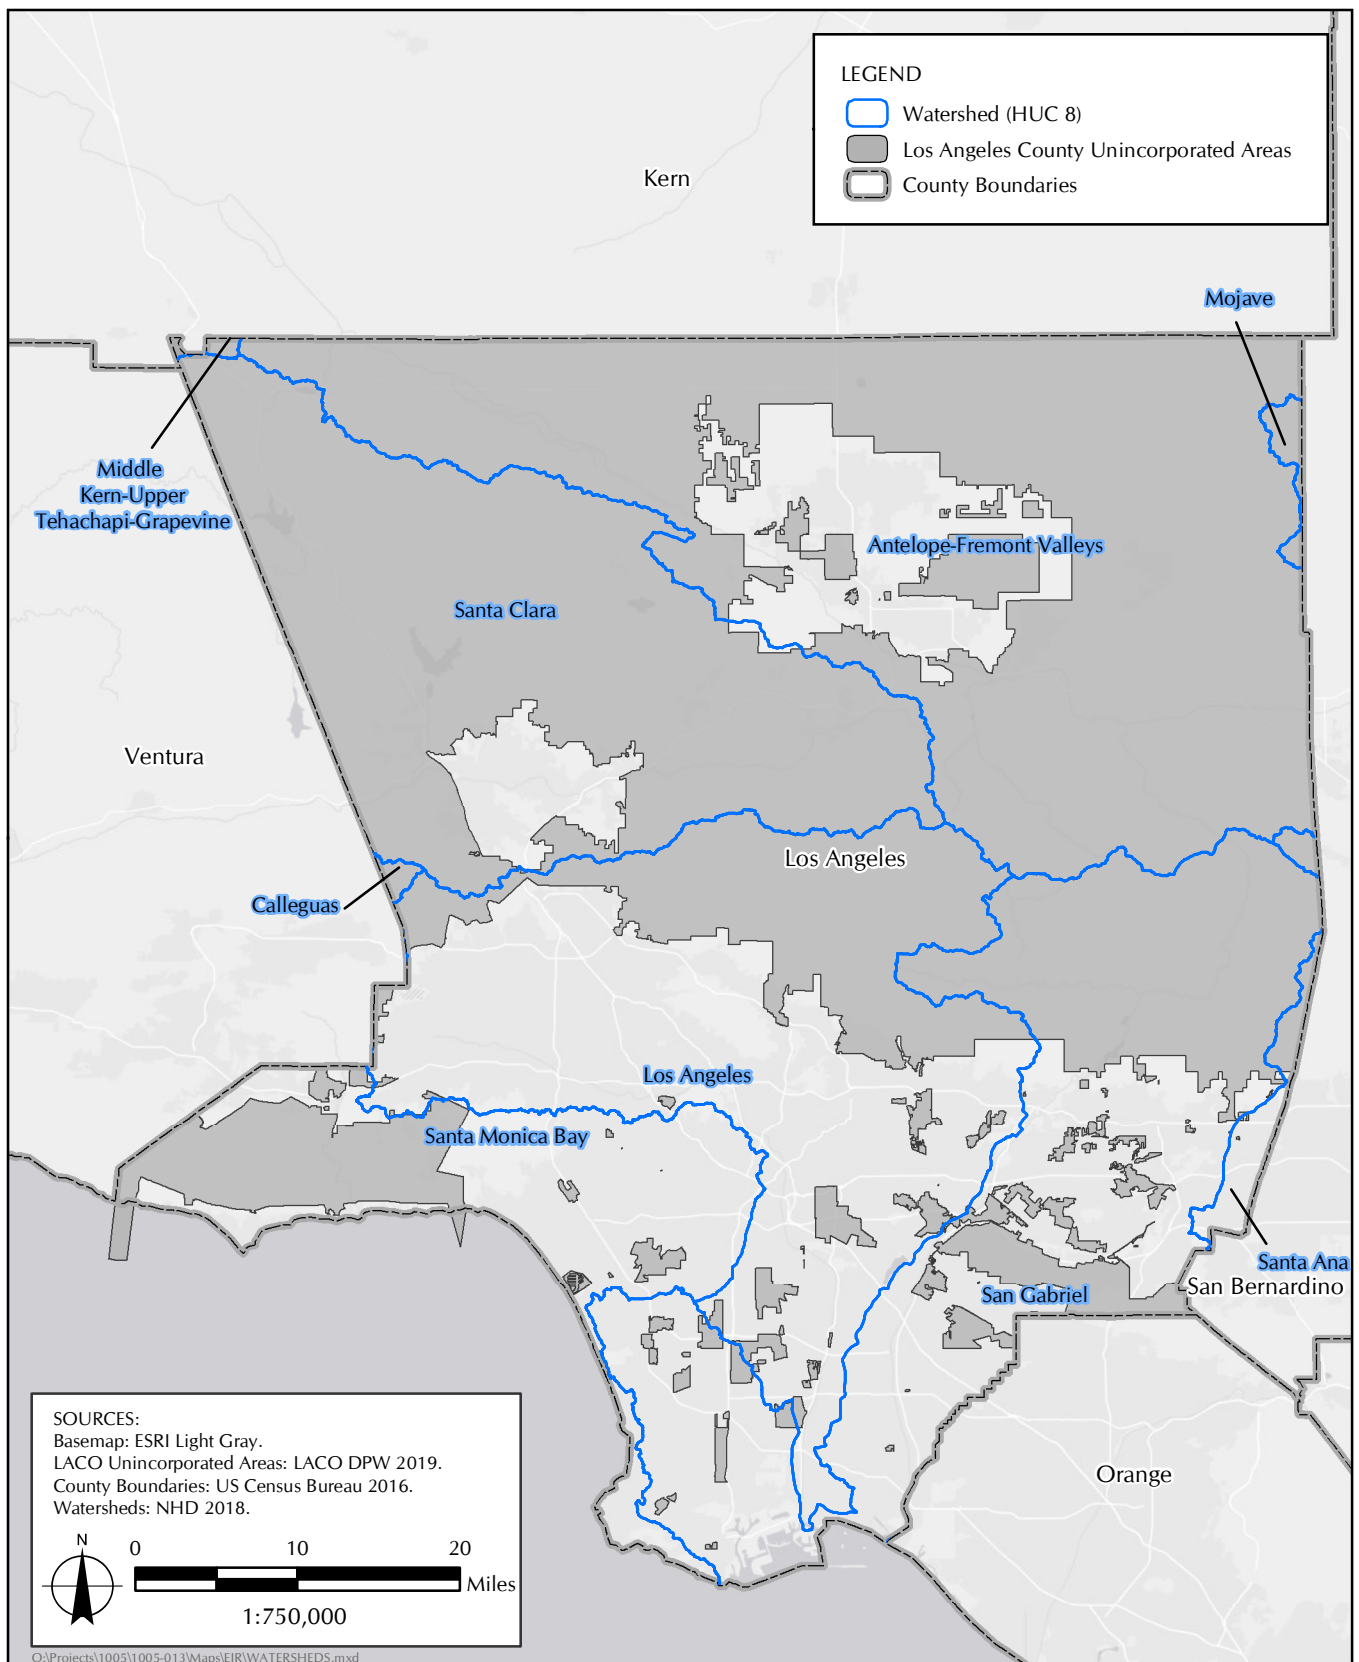 LEGEND
Watershed (HUC 8)
Los Angeles County Unincorporated Areas
County Boundaries
Kern
Mojave
Middle
Kern-Upper
Tehachapi-Grapevine
Antelope-Fremont Valleys
Santa Clara
Ventura
Los Angeles
Calleguas
Los Angeles
Santa Monica Bay
Santa Ana
San Bernardino
San Gabriel
Orange
SOURCES:
Basemap: ESRI Light Gray.
LACO Unincorporated Areas: LACO DPW 2019.
County Boundaries: US Census Bureau 2016.
Watersheds: NHD 2018.
N
0 10 20
Miles
1:750,000
Q:\Projects\1005\1005-013\Maps\EIR\WATERSHEDS.mxd